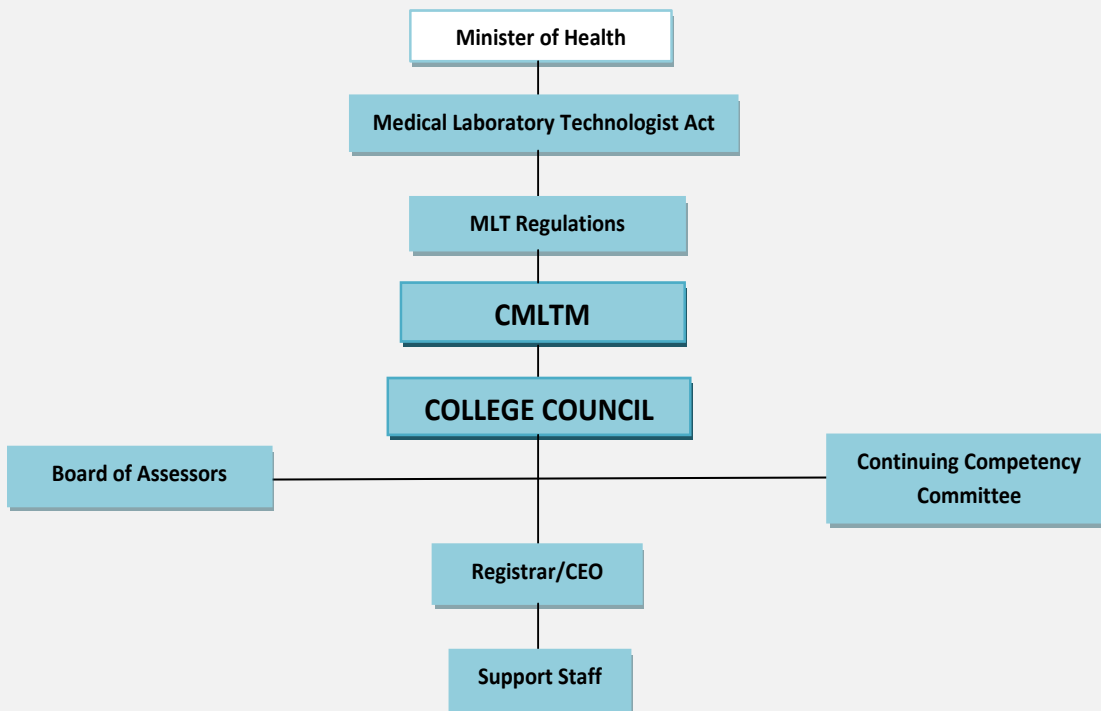 Minister of Health
Medical Laboratory Technologist Act
MLT Regulations
CMLTM
COLLEGE COUNCIL
Board of Assessors
Continuing Competency
Committee
Registrar/CEO
Support Staff